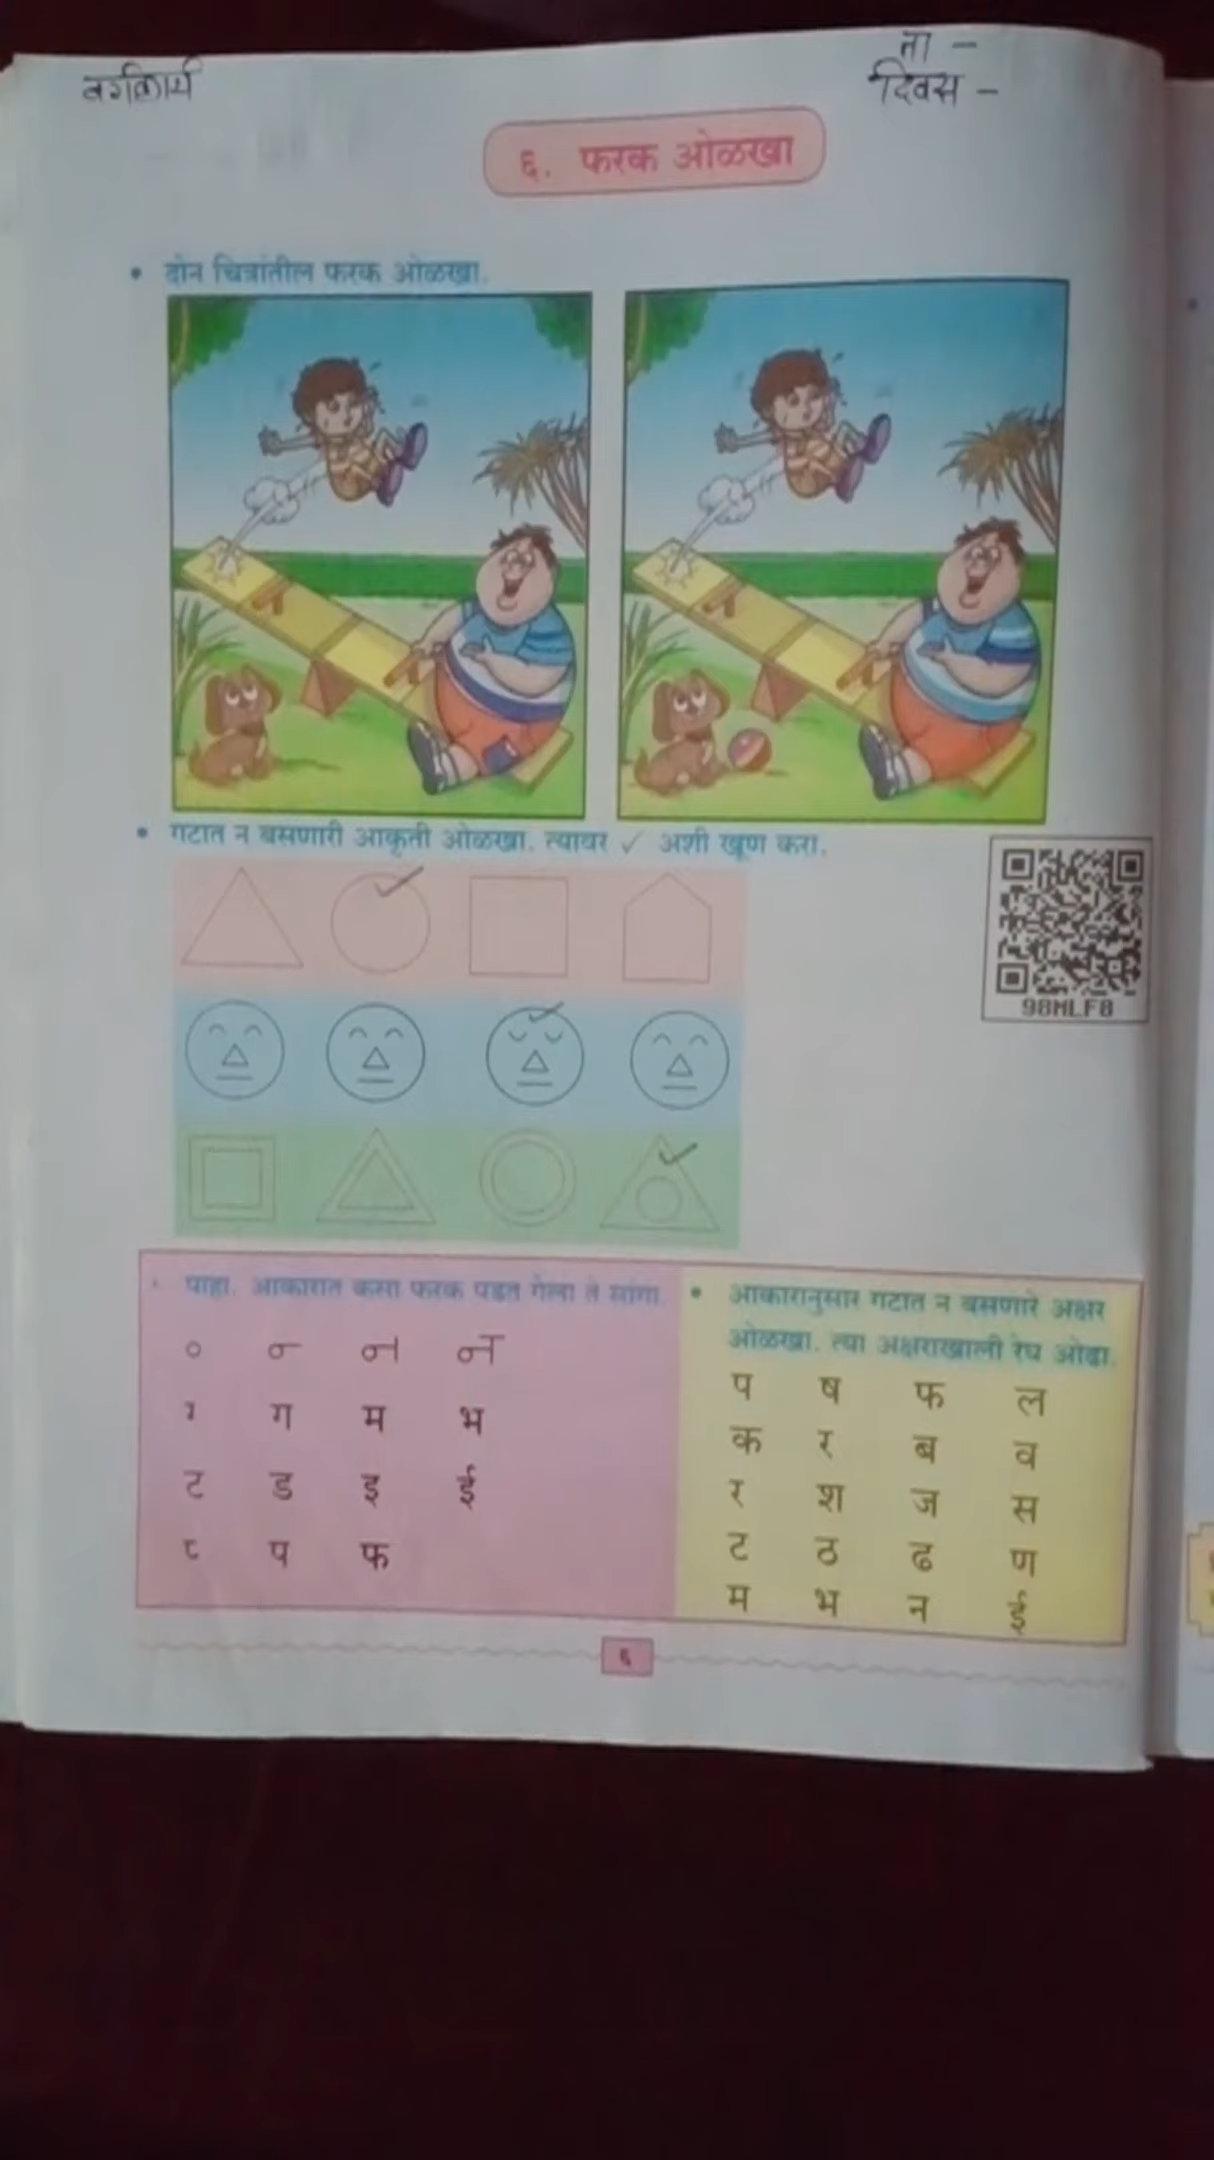 वर्गकार्य
ता -
दिवस -
६. फरक ओळखा
• दोन चित्रांतील फरक ओळखा.
• गटात न बसणारी आकृती ओळखा. त्यावर ✓ अशी खूण करा.
98MLF8
• पाहा. आकारात कसा फरक पडत गेला ते सांगा.
ट ड इ ई
प फ
ग म भ
• आकारानुसार गटात न बसणारे अक्षर
ओळखा. त्या अक्षराखाली रेघ ओढा.
प ष फ ल
क र ब व
र श ज स
ट ठ ढ ण
म भ न ई
६